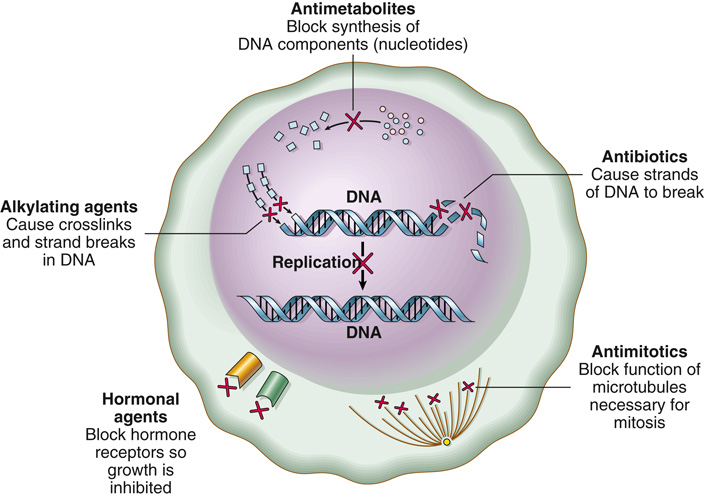 Antimetabolites
Block synthesis of
DNA components (nucleotides)
Antibiotics
Cause strands
of DNA to break
Alkylating agents
Cause crosslinks
and strand breaks
in DNA
DNA
Replication
DNA
Antimitotics
Block function of
microtubules
necessary for
mitosis
Hormonal
agents
Block hormone
receptors so
growth is
inhibited